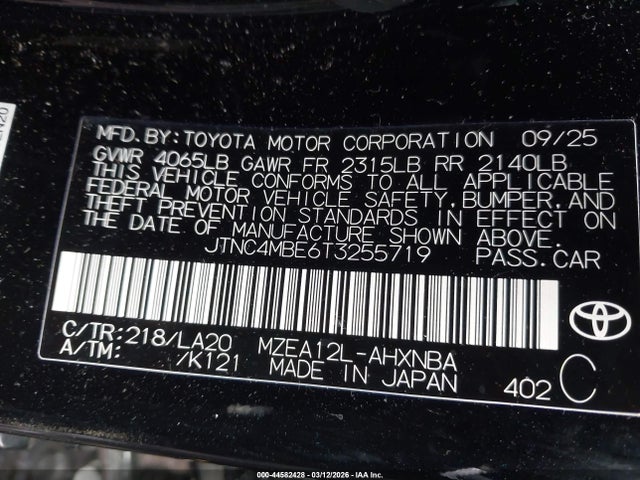 MFD.BY:TOYOTA MOTOR CORPORATION 09/25
GVWR 4065LB GAWR FR 2315LB RR 2140LB
THIS VEHICLE CONFORMS TO ALL APPLICABLE
FEDERAL MOTOR VEHICLE SAFETY,BUMPER,AND
THEFT PREVENTION STANDARDS IN EFFECT ON
THE DATE OF MANUFACTURE SHOWN ABOVE.
JTNC4MBE6T3255719 PASS.CAR
C/TR:218/LA20 MZEA12L-AHXNBA
A/TM: /K121 MADE IN JAPAN 402 C
000-44582428 - 03/12/2026 - IAA Inc.